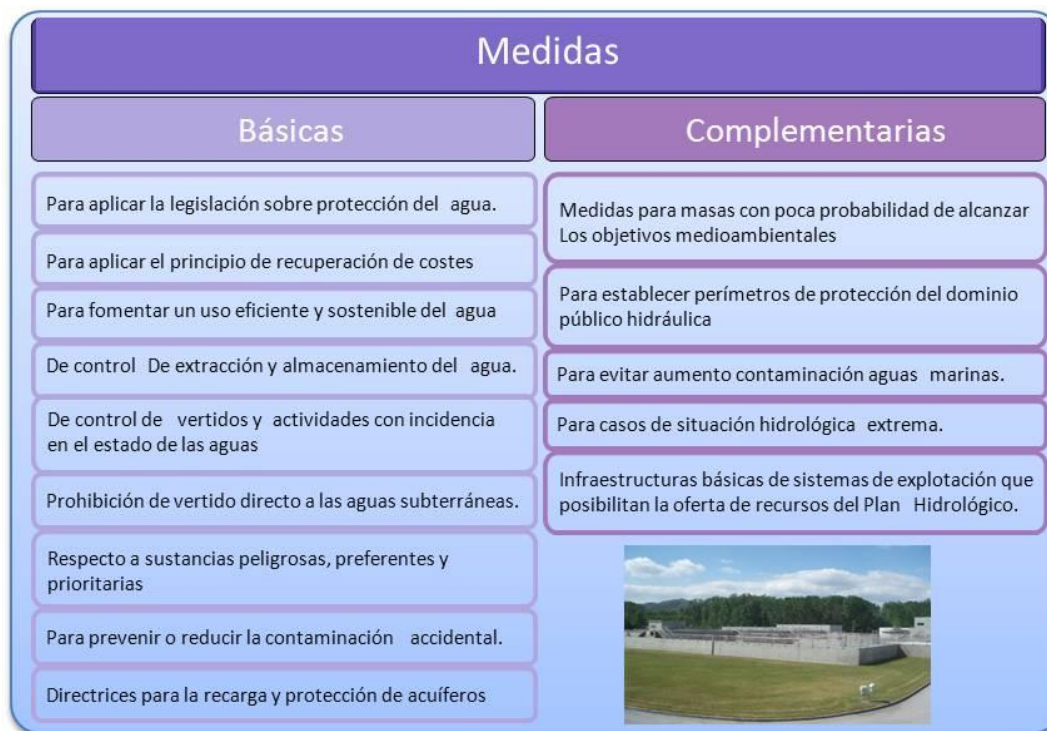 Medidas
Básicas
Para aplicar la legislación sobre protección del agua.
Para aplicar el principio de recuperación de costes
Para fomentar un uso eficiente y sostenible del agua
De control De extracción y almacenamiento del agua.
De control de vertidos y actividades con incidencia
en el estado de las aguas
Prohibición de vertido directo a las aguas subterráneas.
Respecto a sustancias peligrosas, preferentes y
prioritarias
Para prevenir o reducir la contaminación accidental.
Directrices para la recarga y protección de acuíferos
Complementarias
Medidas para masas con poca probabilidad de alcanzar
Los objetivos medioambientales
Para establecer perímetros de protección del dominio
público hidráulica
Para evitar aumento contaminación aguas marinas.
Para casos de situación hidrológica extrema.
Infraestructuras básicas de sistemas de explotación que
posibilitan la oferta de recursos del Plan Hidrológico.